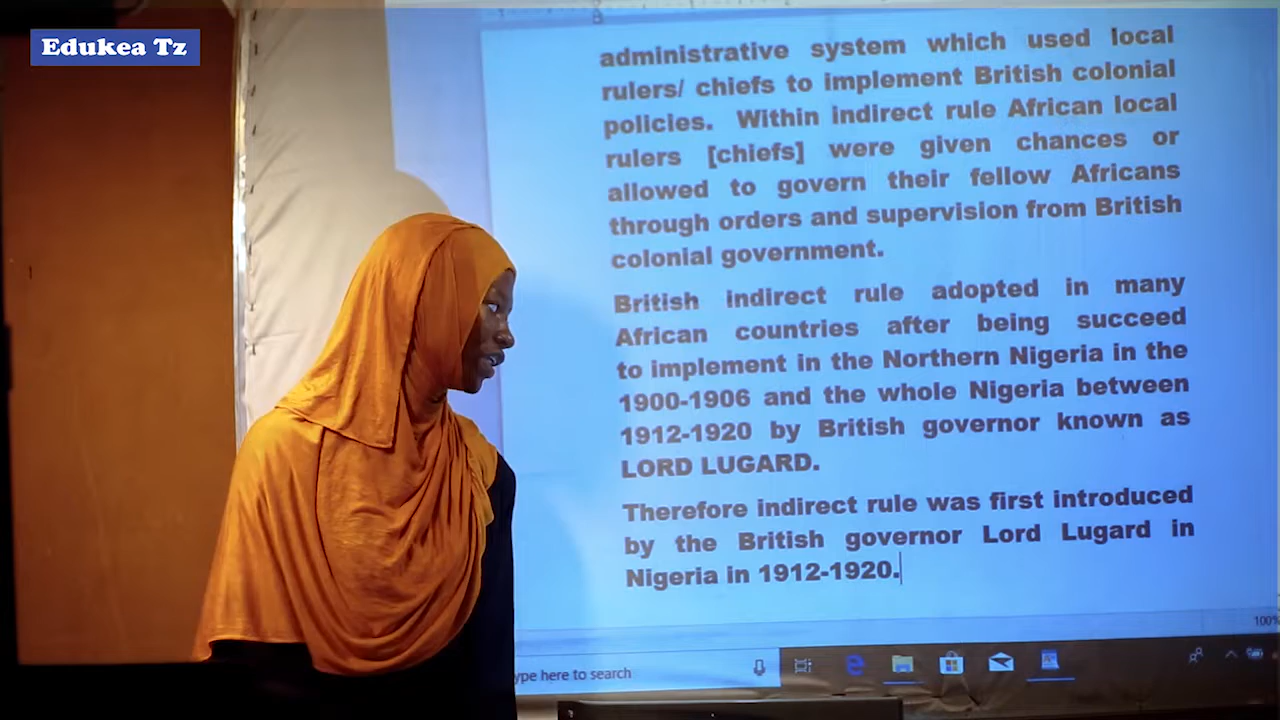 Edukea Tz
administrative system which used local
rulers/ chiefs to implement British colonial
policies. Within indirect rule African local
rulers [chiefs] were given chances or
allowed to govern their fellow Africans
through orders and supervision from British
colonial government.
British indirect rule adopted in many
African countries after being succeed
to implement in the Northern Nigeria in the
1900-1906 and the whole Nigeria between
1912-1920 by British governor known as
LORD LUGARD.
Therefore indirect rule was first introduced
by the British governor Lord Lugard in
Nigeria in 1912-1920.
100%
ype here to search